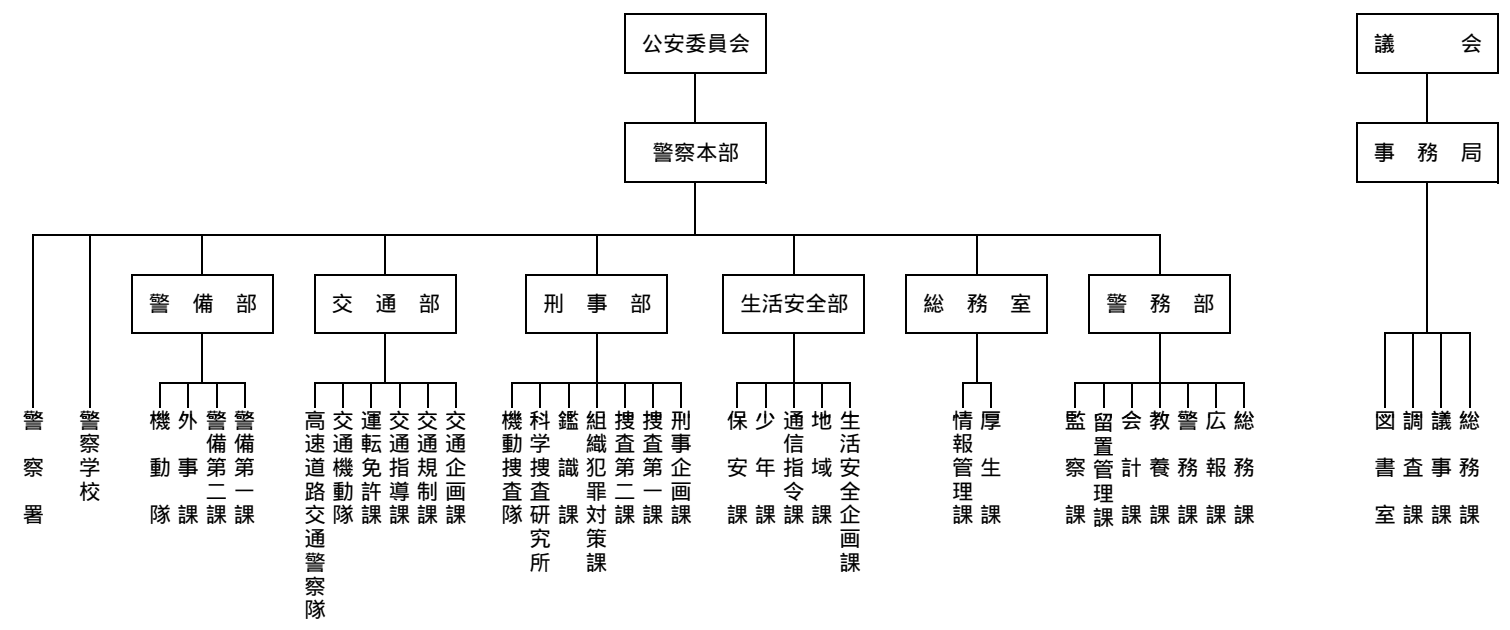 公安委員会
議会
警察本部
事務局
警備部
交通部
刑事部
生活安全部
総務室
警務部
総務課
議事課
調査課
図書室
総務課
広報課
警務課
教養課
会計課
留置管理課
監察課
厚生課
情報管理課
生活安全企画課
地域課
通信指令課
少年課
保安課
刑事企画課
捜査第一課
捜査第二課
組織犯罪対策課
鑑識課
科学捜査研究所
機動捜査隊
交通企画課
交通規制課
交通指導課
運転免許課
交通機動隊
高速道路交通警察隊
警備第一課
警備第二課
外事課
機動隊
警察学校
警察署